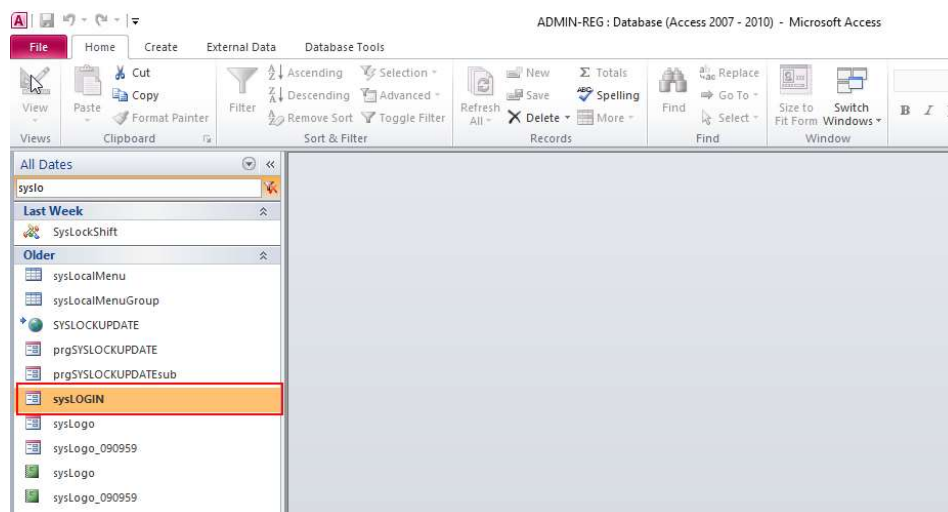 A
ADMIN-REG : Database (Access 2007 - 2010) - Microsoft Access
File Home Create External Data Database Tools
View
Views
Paste
Cut
Copy
Format Painter
Clipboard
Filter
Ascending
Descending
Remove Sort
Selection
Advanced
Toggle Filter
Sort & Filter
Refresh
All
New
Save
Delete
Totals
Spelling
More
Records
Find
Replace
Go To
Select
Find
Size to
Fit Form
Switch
Windows
Window
B I
All Dates
syslo
Last Week
SysLockShift
Older
sysLocalMenu
sysLocalMenuGroup
SYSLOCKUPDATE
prgSYSLOCKUPDATE
prgSYSLOCKUPDATEsub
sysLOGIN
sysLogo
sysLogo_090959
sysLogo
sysLogo_090959